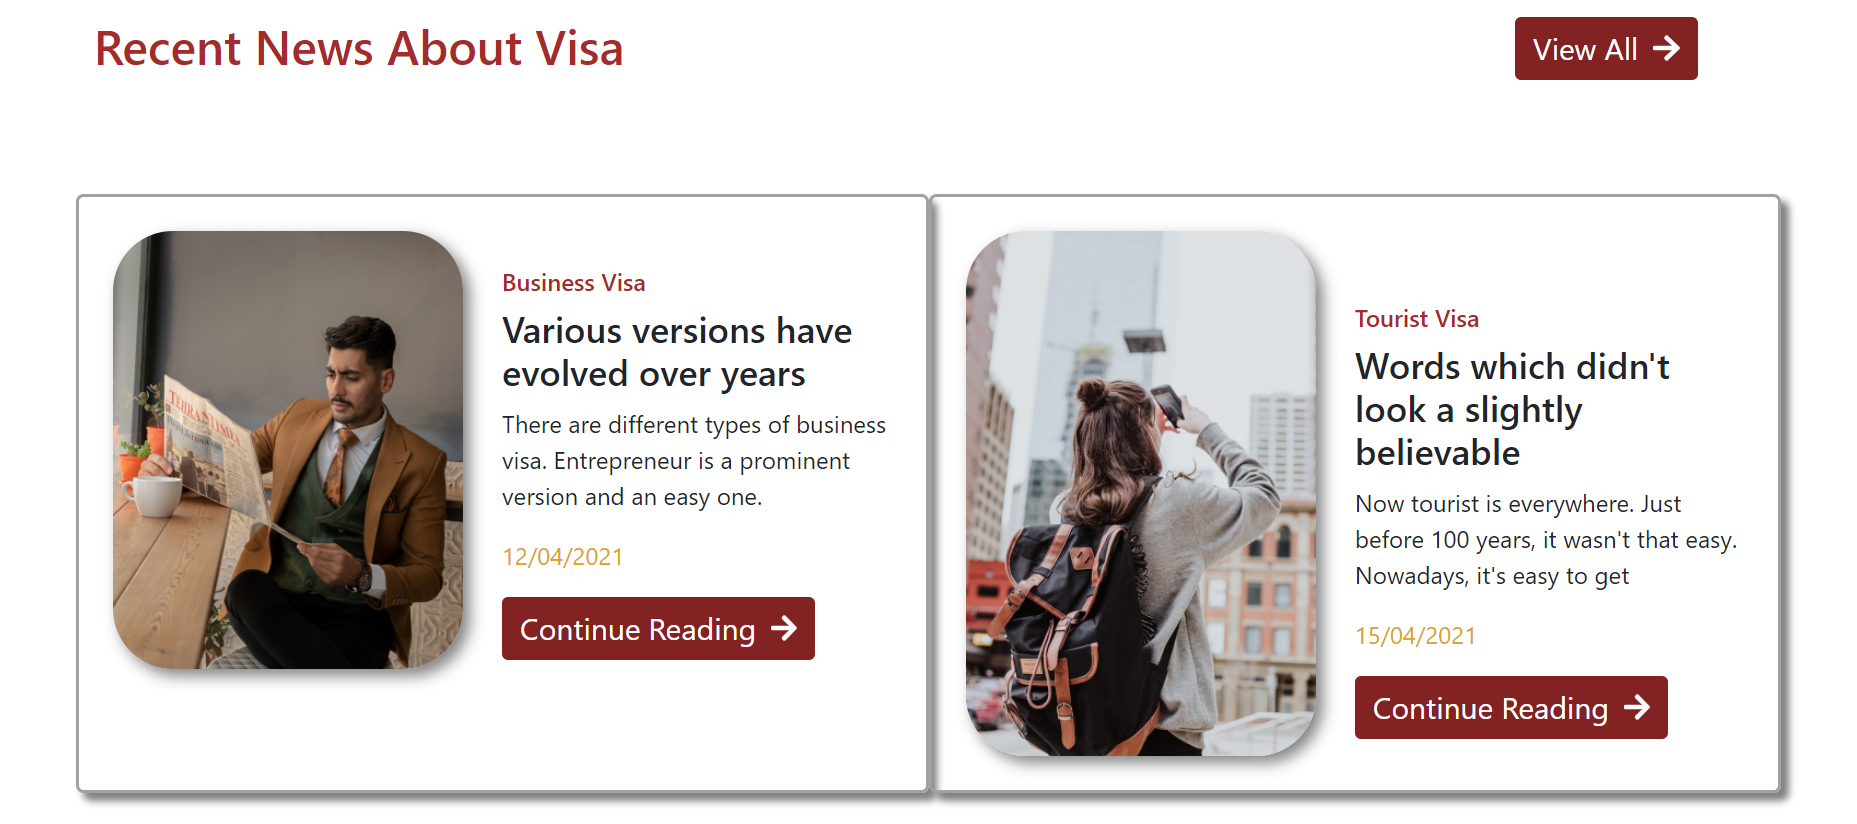 Recent News About Visa
View All
Business Visa
Various versions have
evolved over years
There are different types of business
visa. Entrepreneur is a prominent
version and an easy one.
12/04/2021
Continue Reading
TEHRAN TIMES
Tourist Visa
Words which didn't
look a slightly
believable
Now tourist is everywhere. Just
before 100 years, it wasn't that easy.
Nowadays, it's easy to get
15/04/2021
Continue Reading